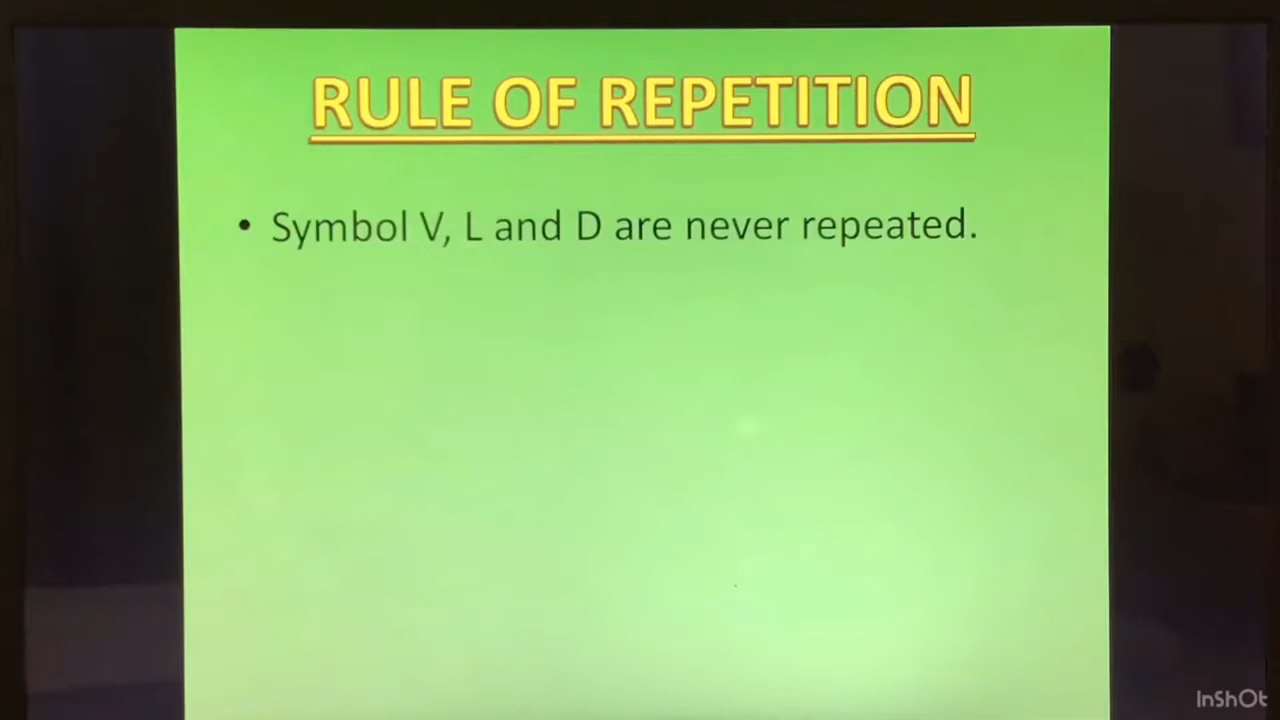 RULE OF REPETITION
• Symbol V, L and D are never repeated.
InShOt